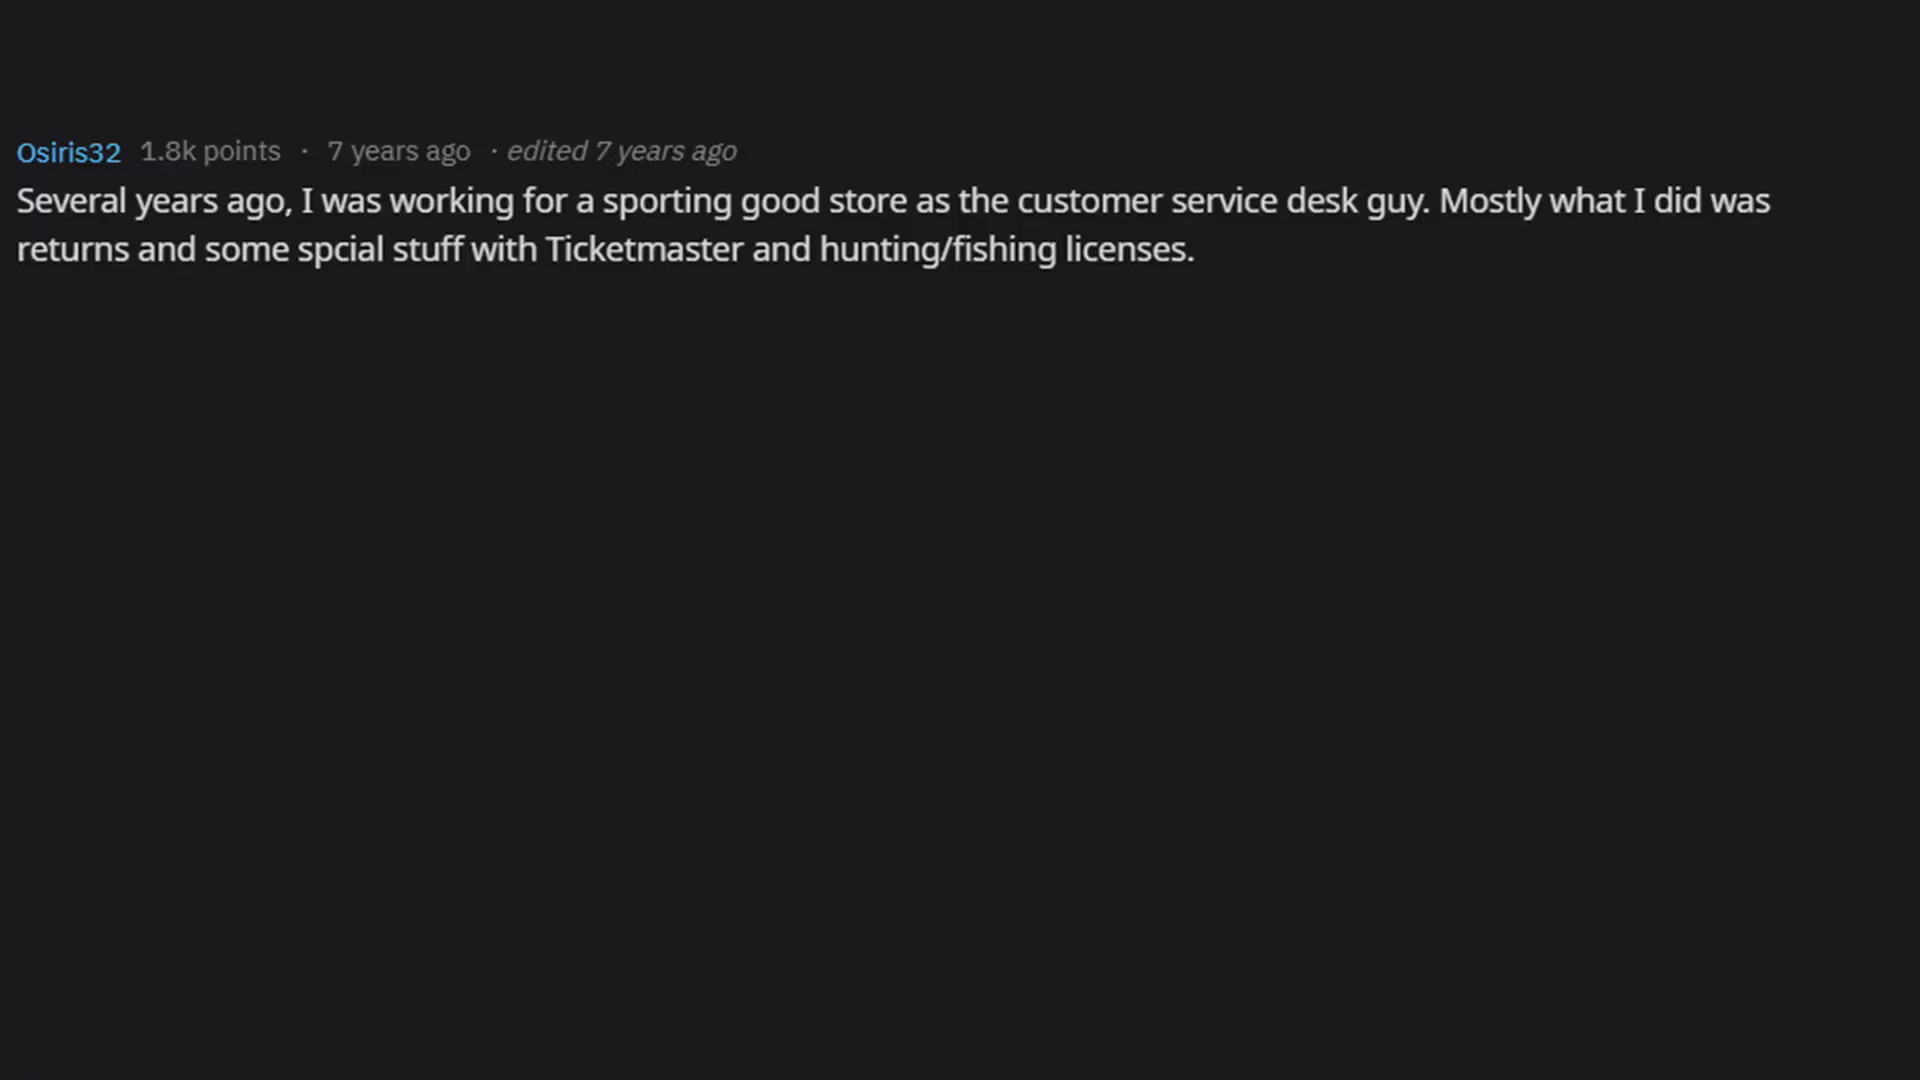 Osiris32 1.8k points · 7 years ago · edited 7 years ago
Several years ago, I was working for a sporting good store as the customer service desk guy. Mostly what I did was
returns and some spcial stuff with Ticketmaster and hunting/fishing licenses.